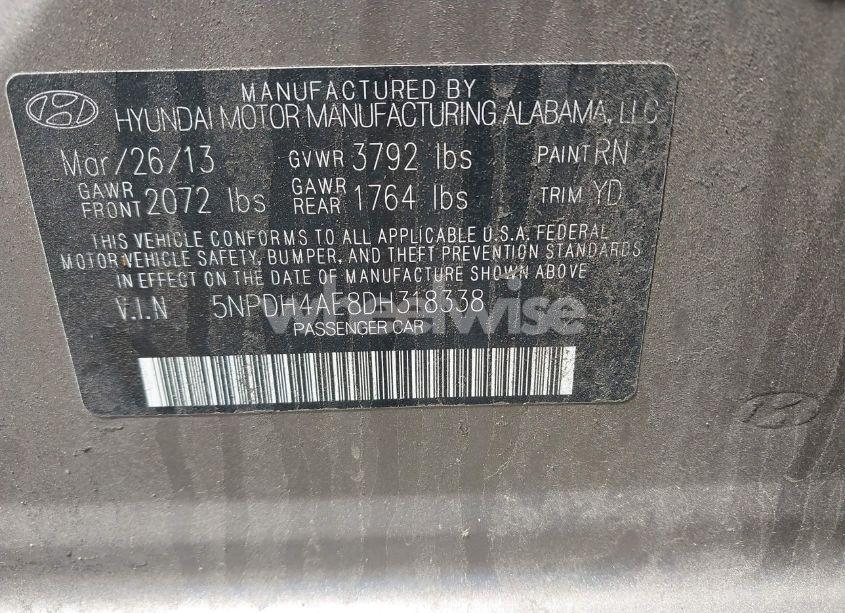 MANUFACTURED BY
HYUNDAI MOTOR MANUFACTURING ALABAMA, LLC
Mar/26/13 GVWR 3792 lbs PAINT RN
GAWR FRONT 2072 lbs GAWR REAR 1764 lbs TRIM YD
THIS VEHICLE CONFORMS TO ALL APPLICABLE U.S.A. FEDERAL
MOTOR VEHICLE SAFETY, BUMPER, AND THEFT PREVENTION STANDARDS
IN EFFECT ON THE DATE OF MANUFACTURE SHOWN ABOVE
V.I.N 5NPDH4AE8DH318338
wheelwise
PASSENGER CAR